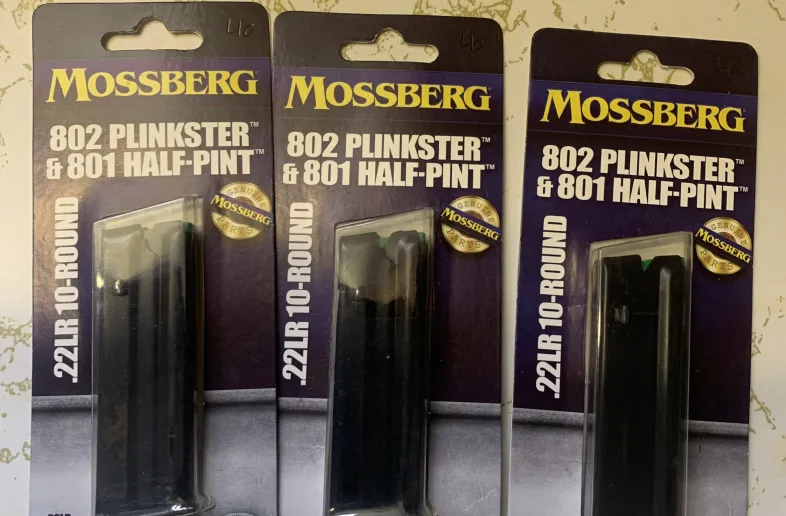 MOSSBERG
802 PLINKSTER™
& 801 HALF-PINT™
.22LR 10-ROUND
GENUINE
MOSSBERG
PARTS
MOSSBERG
802 PLINKSTER™
& 801 HALF-PINT™
.22LR 10-ROUND
GENUINE
MOSSBERG
PARTS
MOSSBERG
802 PLINKSTER™
& 801 HALF-PINT™
.22LR 10-ROUND
GENUINE
MOSSBERG
PARTS